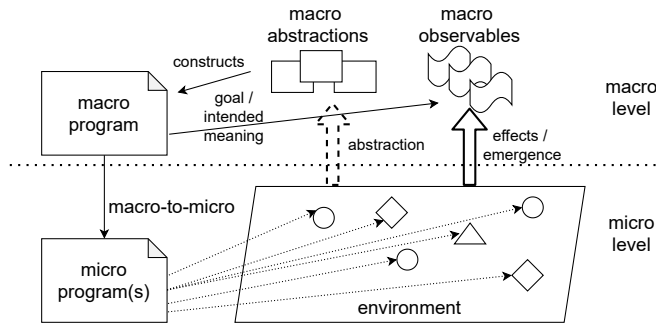 macro
abstractions
macro
observables
constructs
macro
program
goal /
intended
meaning
abstraction
effects /
emergence
macro
level
macro-to-micro
micro
program(s)
environment
micro
level